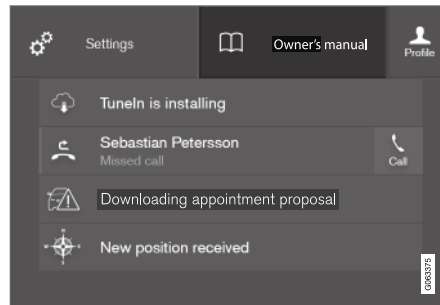 Settings
Owner's manual
Profile
TuneIn is installing
Sebastian Petersson
Missed call
Call
Downloading appointment proposal
New position received
G063375